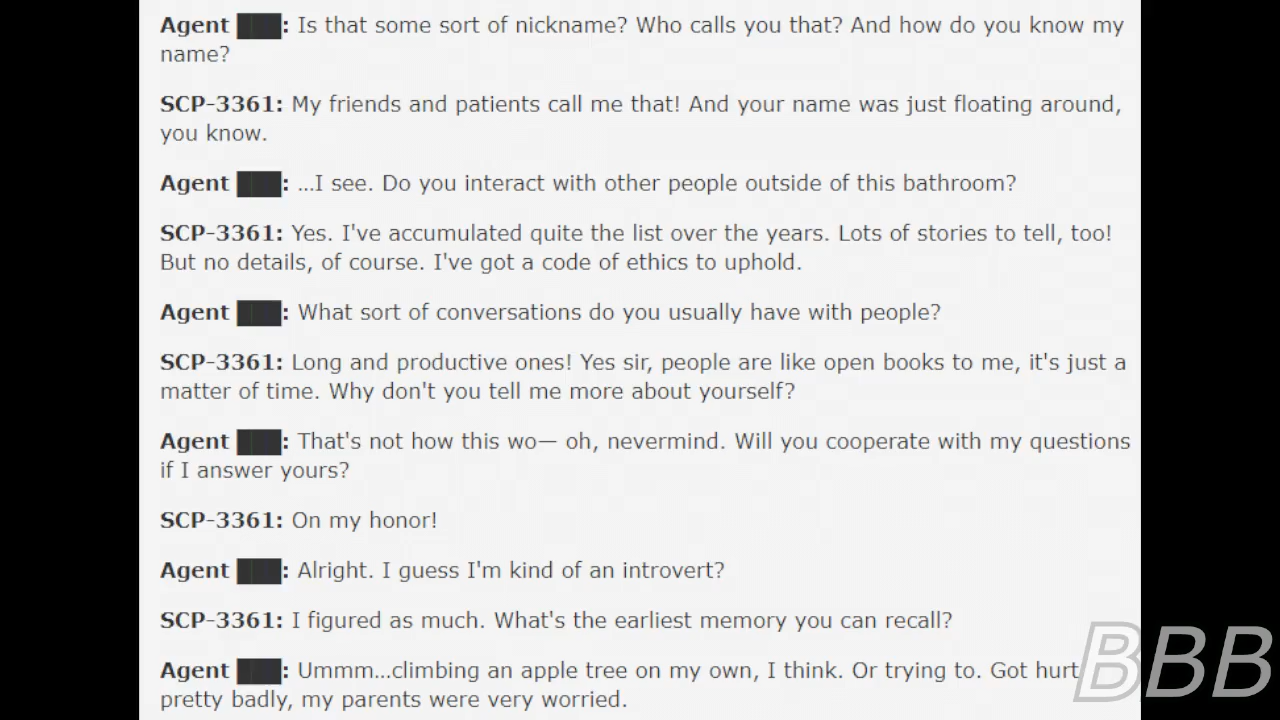 Agent ███: Is that some sort of nickname? Who calls you that? And how do you know my
name?
SCP-3361: My friends and patients call me that! And your name was just floating around,
you know.
Agent ███: ...I see. Do you interact with other people outside of this bathroom?
SCP-3361: Yes. I've accumulated quite the list over the years. Lots of stories to tell, too!
But no details, of course. I've got a code of ethics to uphold.
Agent ███: What sort of conversations do you usually have with people?
SCP-3361: Long and productive ones! Yes sir, people are like open books to me, it's just a
matter of time. Why don't you tell me more about yourself?
Agent ███: That's not how this wo— oh, nevermind. Will you cooperate with my questions
if I answer yours?
SCP-3361: On my honor!
Agent ███: Alright. I guess I'm kind of an introvert?
SCP-3361: I figured as much. What's the earliest memory you can recall?
Agent ███: Ummm...climbing an apple tree on my own, I think. Or trying to. Got hurt
pretty badly, my parents were very worried.
BBB